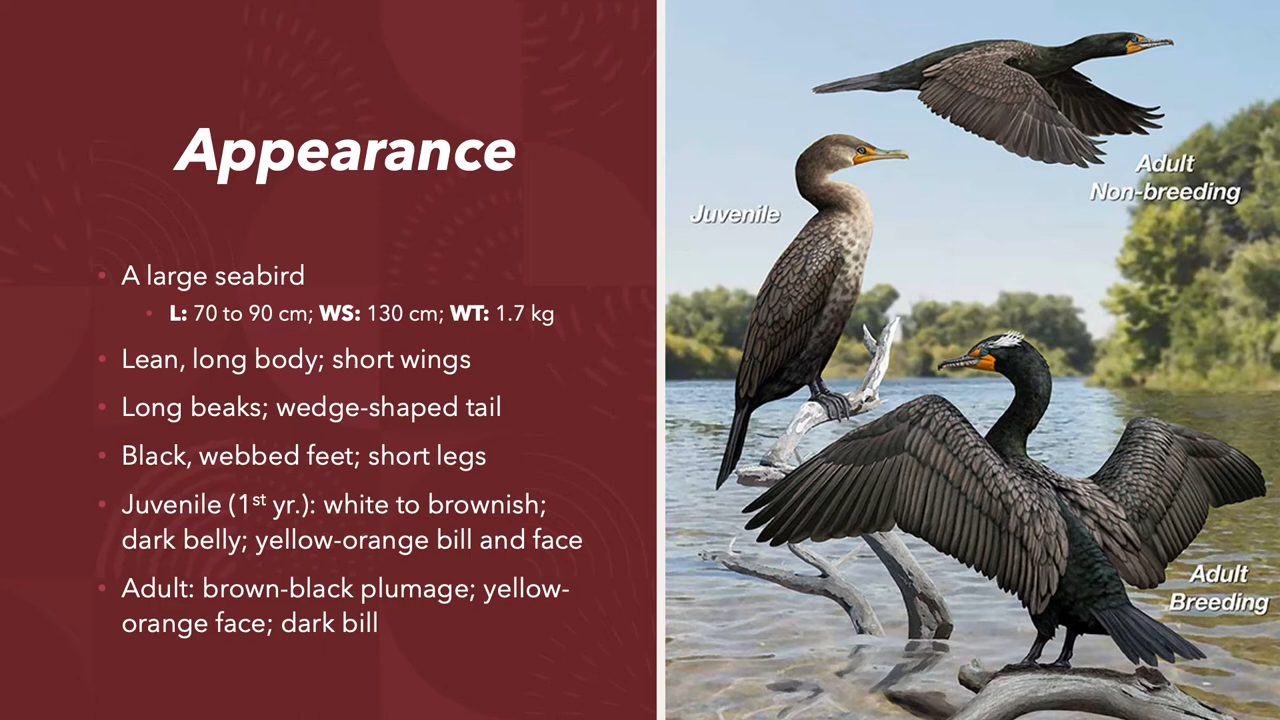 Appearance
• A large seabird
• L: 70 to 90 cm; WS: 130 cm; WT: 1.7 kg
• Lean, long body; short wings
• Long beaks; wedge-shaped tail
• Black, webbed feet; short legs
• Juvenile (1st yr.): white to brownish;
dark belly; yellow-orange bill and face
• Adult: brown-black plumage; yellow-
orange face; dark bill
Adult
Non-breeding
Juvenile
Adult
Breeding